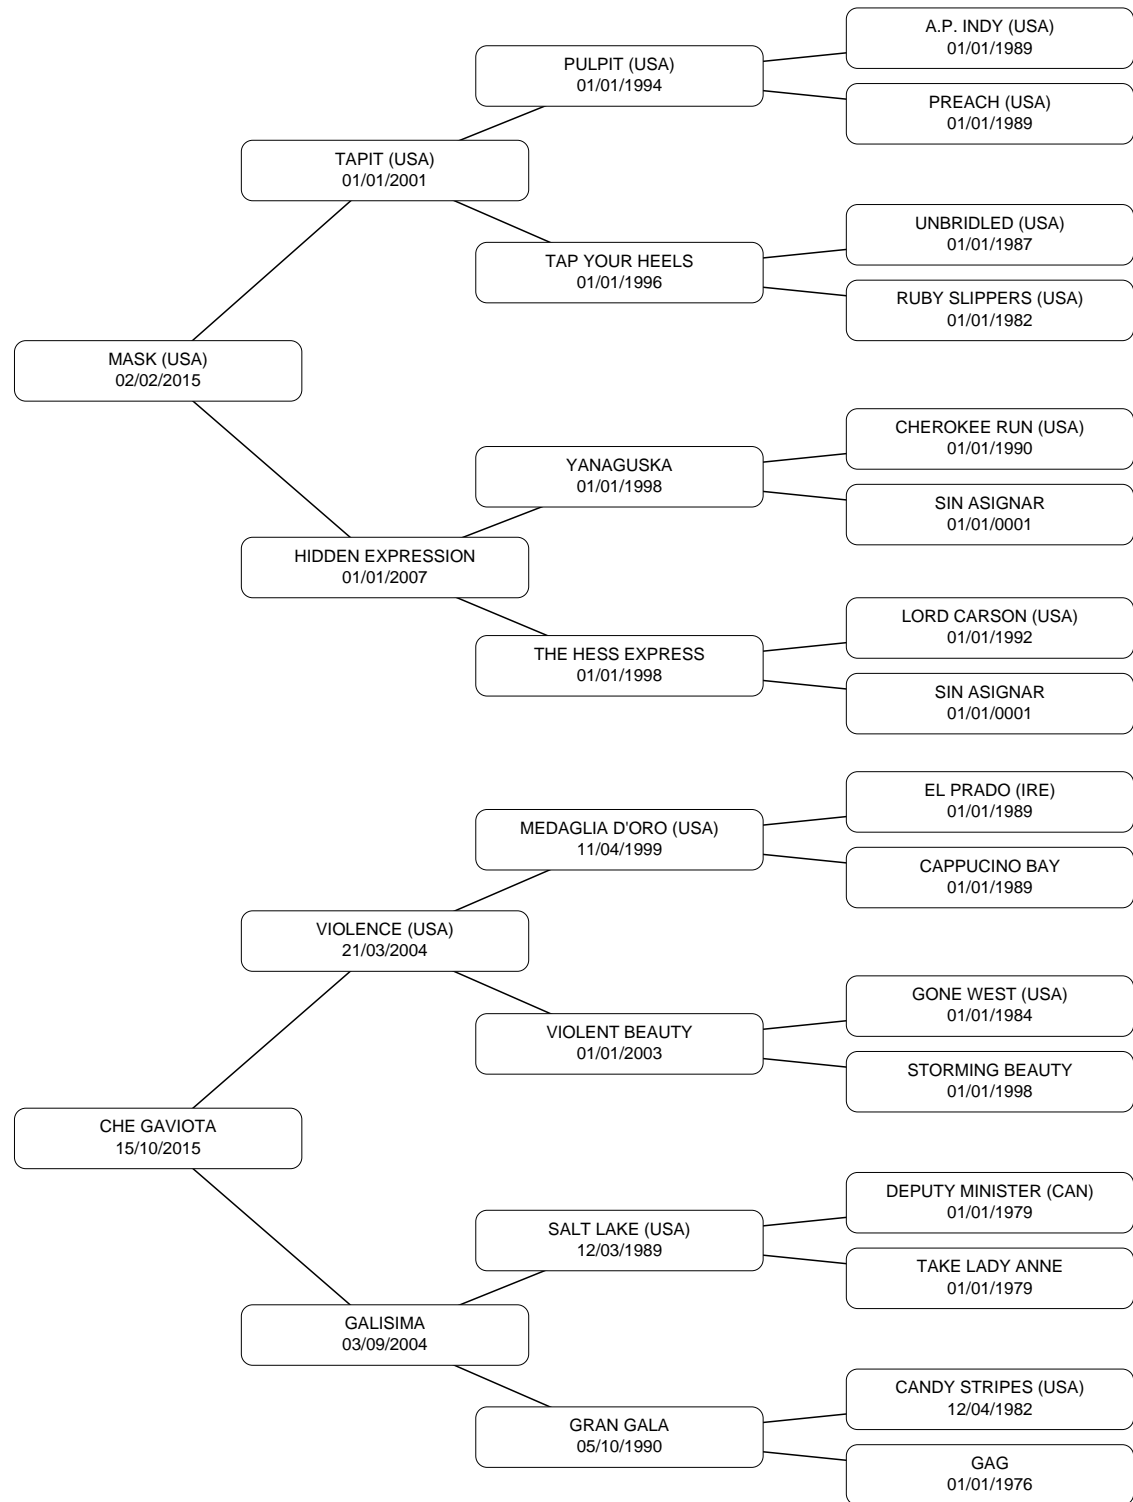 A.P. INDY (USA)
01/01/1989
PULPIT (USA)
01/01/1994
PREACH (USA)
01/01/1989
TAPIT (USA)
01/01/2001
UNBRIDLED (USA)
01/01/1987
TAP YOUR HEELS
01/01/1996
RUBY SLIPPERS (USA)
01/01/1982
MASK (USA)
02/02/2015
CHEROKEE RUN (USA)
01/01/1990
YANAGUSKA
01/01/1998
SIN ASIGNAR
01/01/0001
HIDDEN EXPRESSION
01/01/2007
LORD CARSON (USA)
01/01/1992
THE HESS EXPRESS
01/01/1998
SIN ASIGNAR
01/01/0001
EL PRADO (IRE)
01/01/1989
MEDAGLIA D'ORO (USA)
11/04/1999
CAPPUCINO BAY
01/01/1989
VIOLENCE (USA)
21/03/2004
GONE WEST (USA)
01/01/1984
VIOLENT BEAUTY
01/01/2003
STORMING BEAUTY
01/01/1998
CHE GAVIOTA
15/10/2015
DEPUTY MINISTER (CAN)
01/01/1979
SALT LAKE (USA)
12/03/1989
TAKE LADY ANNE
01/01/1979
GALISIMA
03/09/2004
CANDY STRIPES (USA)
12/04/1982
GRAN GALA
05/10/1990
GAG
01/01/1976